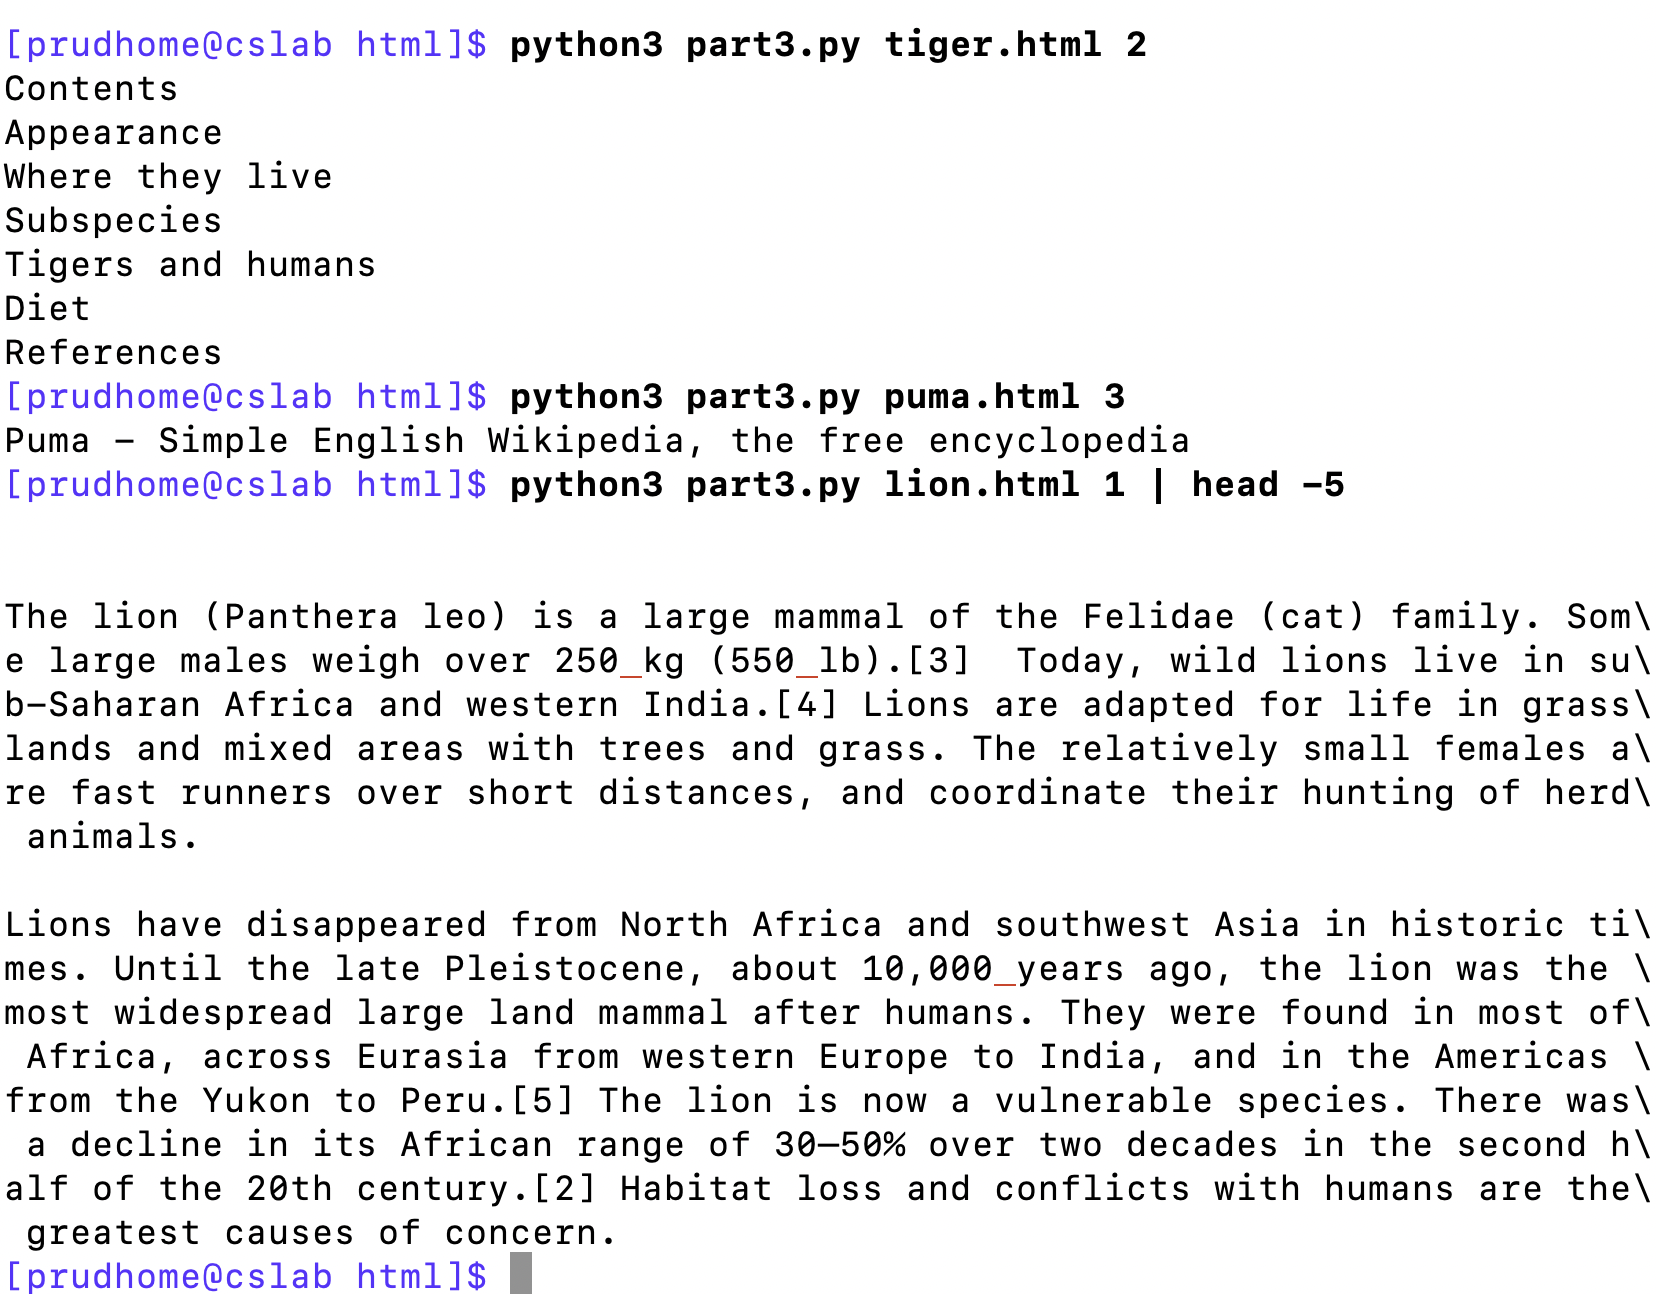 [prudhome@cslab html]$ python3 part3.py tiger.html 2
Contents
Appearance
Where they live
Subspecies
Tigers and humans
Diet
References
[prudhome@cslab html]$ python3 part3.py puma.html 3
Puma – Simple English Wikipedia, the free encyclopedia
[prudhome@cslab html]$ python3 part3.py lion.html 1 | head -5
The lion (Panthera leo) is a large mammal of the Felidae (cat) family. Som\
e large males weigh over 250_kg (550_lb).[3]  Today, wild lions live in su\
b-Saharan Africa and western India.[4] Lions are adapted for life in grass\
lands and mixed areas with trees and grass. The relatively small females a\
re fast runners over short distances, and coordinate their hunting of herd\
 animals.
Lions have disappeared from North Africa and southwest Asia in historic ti\
mes. Until the late Pleistocene, about 10,000_years ago, the lion was the \
most widespread large land mammal after humans. They were found in most of\
 Africa, across Eurasia from western Europe to India, and in the Americas \
from the Yukon to Peru.[5] The lion is now a vulnerable species. There was\
 a decline in its African range of 30–50% over two decades in the second h\
alf of the 20th century.[2] Habitat loss and conflicts with humans are the\
 greatest causes of concern.
[prudhome@cslab html]$